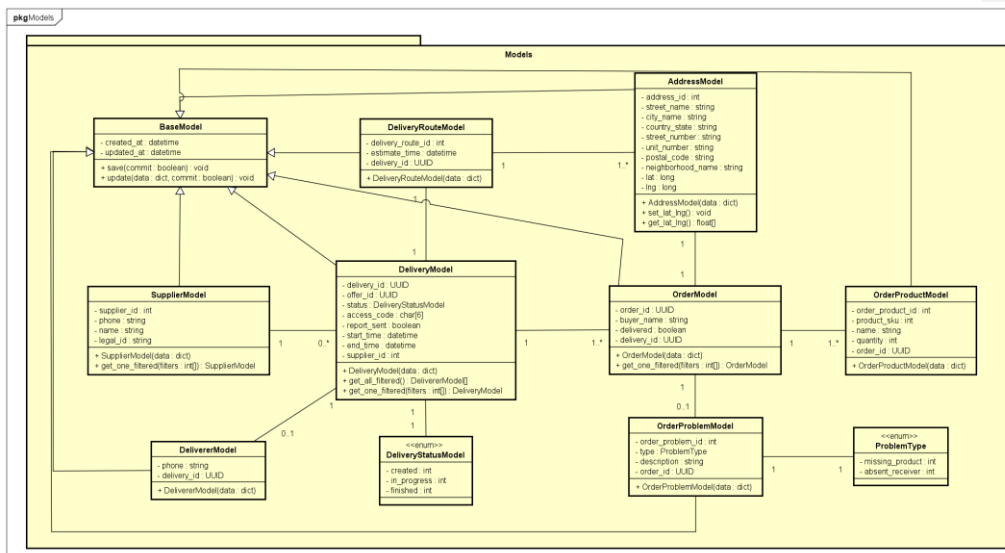 pkg Models
Models
BaseModel
- created_at : datetime
- updated_at : datetime
+ save(commit : boolean) : void
+ update(data : dict, commit : boolean) : void
DeliveryRouteModel
- delivery_route_id : int
- estimate_time : datetime
- delivery_id : UUID
+ DeliveryRouteModel(data : dict)
1
1..*
1
1
AddressModel
- address_id : int
- street_name : string
- city_name : string
- country_state : string
- street_number : string
- unit_number : string
- postal_code : string
- neighborhood_name : string
- lat : long
- lng : long
+ AddressModel(data : dict)
+ set_lat_lng() : void
+ get_lat_lng() : float[]
1
1
SupplierModel
- supplier_id : int
- phone : string
- name : string
- legal_id : string
+ SupplierModel(data : dict)
+ get_one_filtered(filters : int[]) : SupplierModel
1
0..*
DeliveryModel
- delivery_id : UUID
- offer_id : UUID
- status : DeliveryStatusModel
- access_code : char[6]
- report_sent : boolean
- start_time : datetime
- end_time : datetime
- supplier_id : int
+ DeliveryModel(data : dict)
+ get_all_filtered() : DelivererModel[]
+ get_one_filtered(filters : int[]) : DeliveryModel
1
1..*
OrderModel
- order_id : UUID
- buyer_name : string
- delivered : boolean
- delivery_id : UUID
+ OrderModel(data : dict)
+ get_one_filtered(filters : int[]) : OrderModel
1
1..*
OrderProductModel
- order_product_id : int
- product_sku : int
- name : string
- quantity : int
- order_id : UUID
+ OrderProductModel(data : dict)
1
0..1
1
1
1
0..1
DelivererModel
- phone : string
- delivery_id : UUID
+ DelivererModel(data : dict)
<<enum>>
DeliveryStatusModel
- created : int
- in_progress : int
- finished : int
OrderProblemModel
- order_problem_id : int
- type : ProblemType
- description : string
- order_id : UUID
+ OrderProblemModel(data : dict)
1
1
<<enum>>
ProblemType
- missing_product : int
- absent_receiver : int